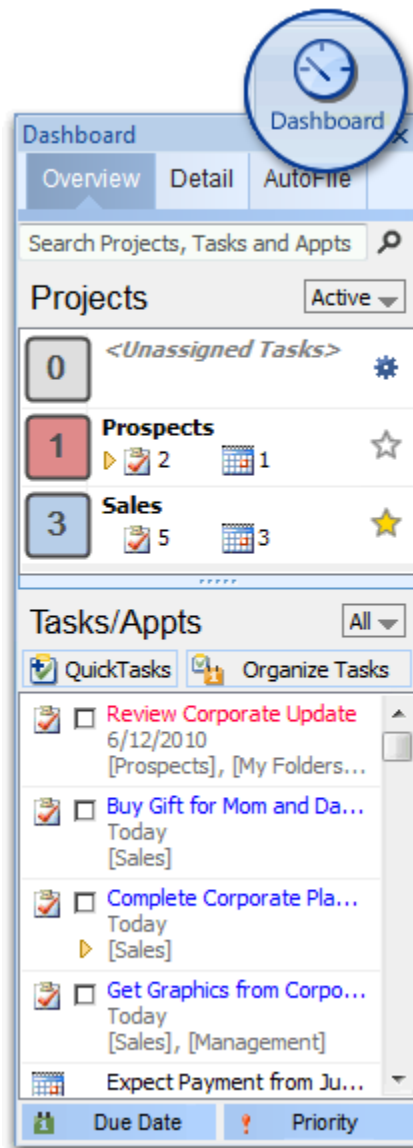 Dashboard
Dashboard
Overview Detail AutoFile
Search Projects, Tasks and Appts
Projects Active
0 <Unassigned Tasks>
1 Prospects
2 1
3 Sales
5 3
Tasks/Appts All
QuickTasks Organize Tasks
Review Corporate Update
6/12/2010
[Prospects], [My Folders...
Buy Gift for Mom and Da...
Today
[Sales]
Complete Corporate Pla...
Today
[Sales]
Get Graphics from Corpo...
Today
[Sales], [Management]
Expect Payment from Ju...
1 Due Date ! Priority